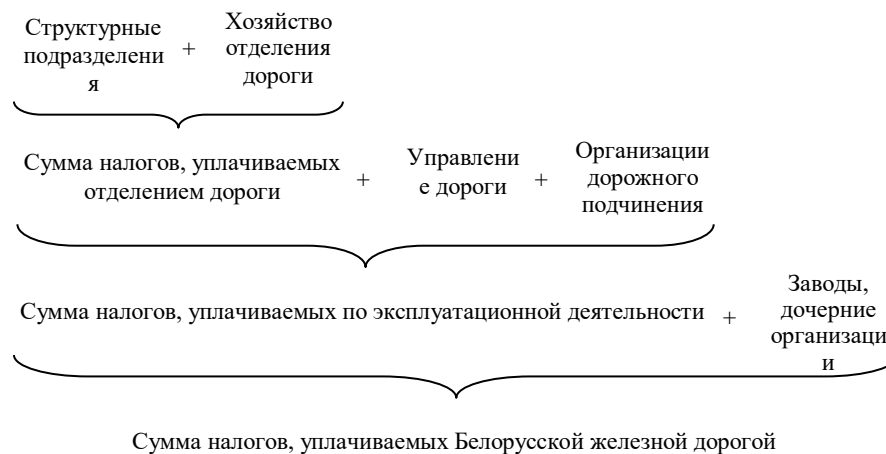 Структурные
подразделени
я
+
Хозяйство
отделения
дороги
Сумма налогов, уплачиваемых
отделением дороги
+
Управлени
е дороги
+
Организации
дорожного
подчинения
Сумма налогов, уплачиваемых по эксплуатационной деятельности
+
Заводы,
дочерние
организаци
и
Сумма налогов, уплачиваемых Белорусской железной дорогой